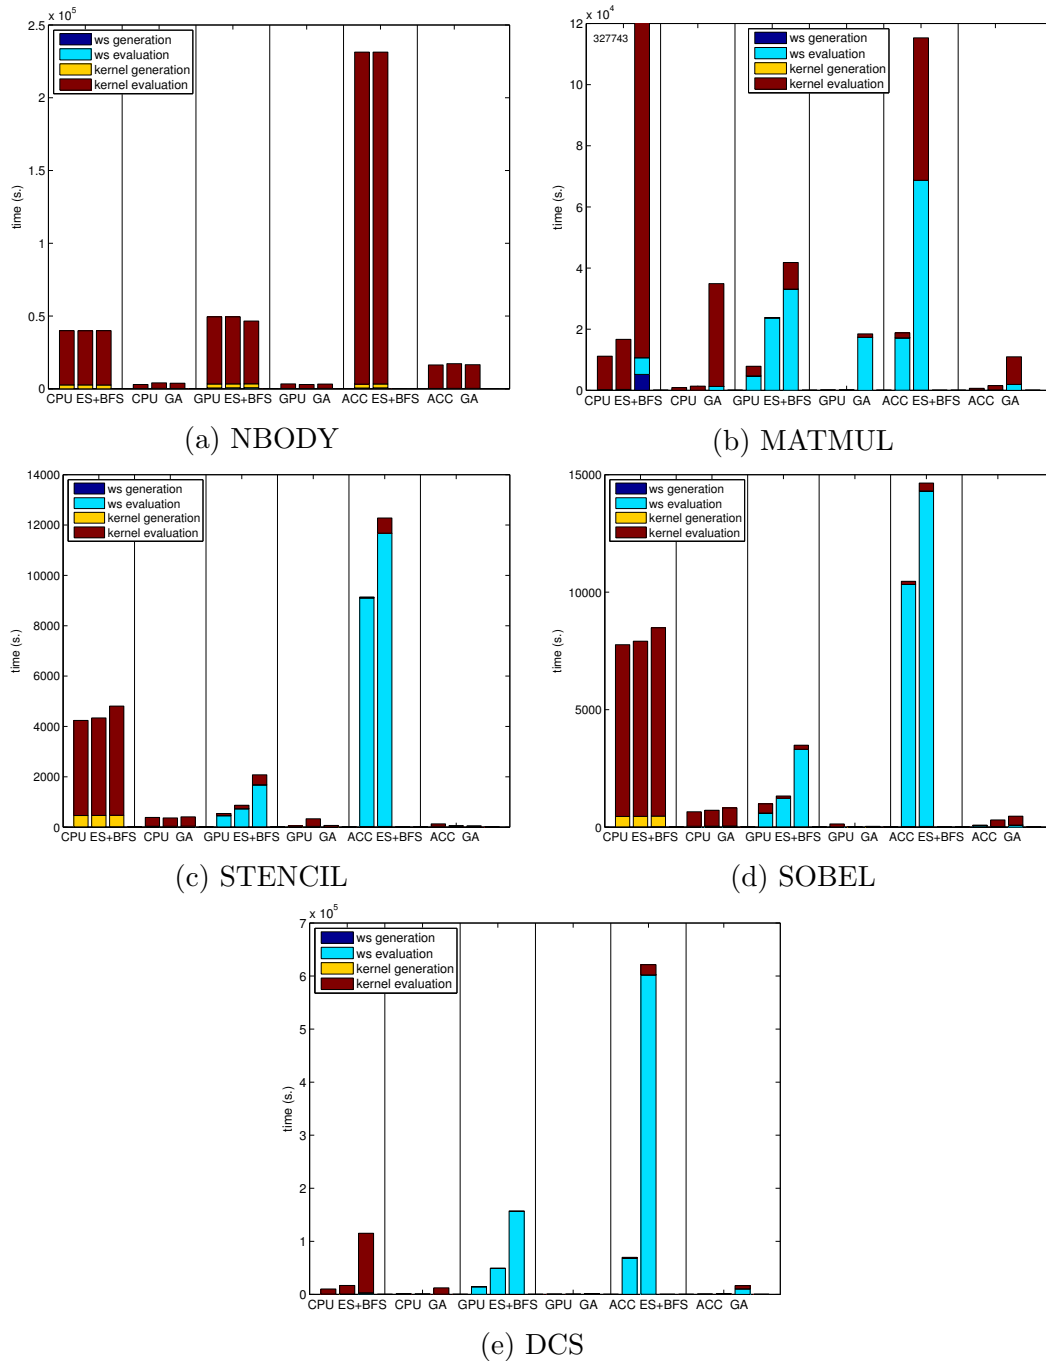 x 10^5
2.5
2
1.5
1
0.5
0
time (s.)
ws generation
ws evaluation
kernel generation
kernel evaluation
CPU ES+BFS CPU GA GPU ES+BFS GPU GA ACC ES+BFS ACC GA
(a) NBODY
x 10^4
12
10
8
6
4
2
0
time (s.)
327743
ws generation
ws evaluation
kernel generation
kernel evaluation
CPU ES+BFS CPU GA GPU ES+BFS GPU GA ACC ES+BFS ACC GA
(b) MATMUL
14000
12000
10000
8000
6000
4000
2000
0
time (s.)
ws generation
ws evaluation
kernel generation
kernel evaluation
CPU ES+BFS CPU GA GPU ES+BFS GPU GA ACC ES+BFS ACC GA
(c) STENCIL
15000
10000
5000
0
time (s.)
ws generation
ws evaluation
kernel generation
kernel evaluation
CPU ES+BFS CPU GA GPU ES+BFS GPU GA ACC ES+BFS ACC GA
(d) SOBEL
x 10^5
7
6
5
4
3
2
1
0
time (s.)
ws generation
ws evaluation
kernel generation
kernel evaluation
CPU ES+BFS CPU GA GPU ES+BFS GPU GA ACC ES+BFS ACC GA
(e) DCS